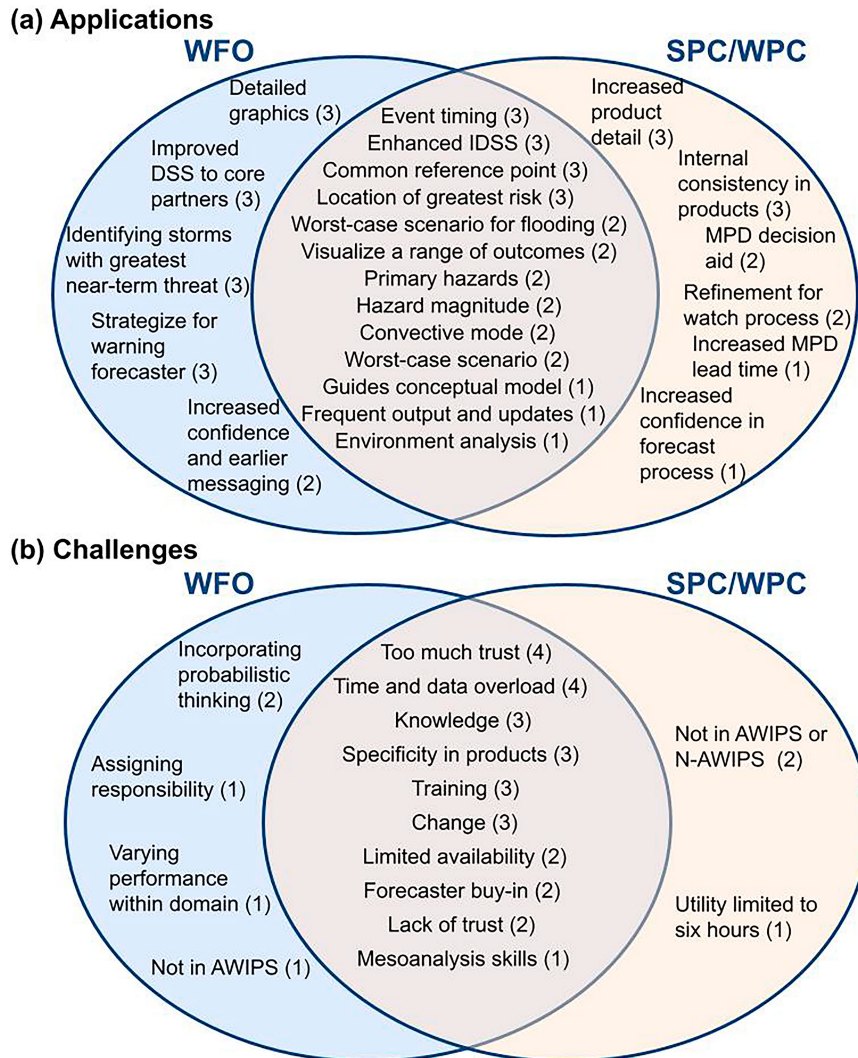 (a) Applications
WFO
SPC/WPC
Detailed
graphics (3)
Improved
DSS to core
partners (3)
Identifying storms
with greatest
near-term threat (3)
Strategize for
warning
forecaster (3)
Increased
confidence
and earlier
messaging (2)
Event timing (3)
Enhanced IDSS (3)
Common reference point (3)
Location of greatest risk (3)
Worst-case scenario for flooding (2)
Visualize a range of outcomes (2)
Primary hazards (2)
Hazard magnitude (2)
Convective mode (2)
Worst-case scenario (2)
Guides conceptual model (1)
Frequent output and updates (1)
Environment analysis (1)
Increased
product
detail (3)
Internal
consistency in
products (3)
MPD decision
aid (2)
Refinement for
watch process (2)
Increased MPD
lead time (1)
Increased
confidence in
forecast
process (1)
(b) Challenges
WFO
SPC/WPC
Incorporating
probabilistic
thinking (2)
Assigning
responsibility (1)
Varying
performance
within domain (1)
Not in AWIPS (1)
Too much trust (4)
Time and data overload (4)
Knowledge (3)
Specificity in products (3)
Training (3)
Change (3)
Limited availability (2)
Forecaster buy-in (2)
Lack of trust (2)
Mesoanalysis skills (1)
Not in AWIPS or
N-AWIPS (2)
Utility limited to
six hours (1)